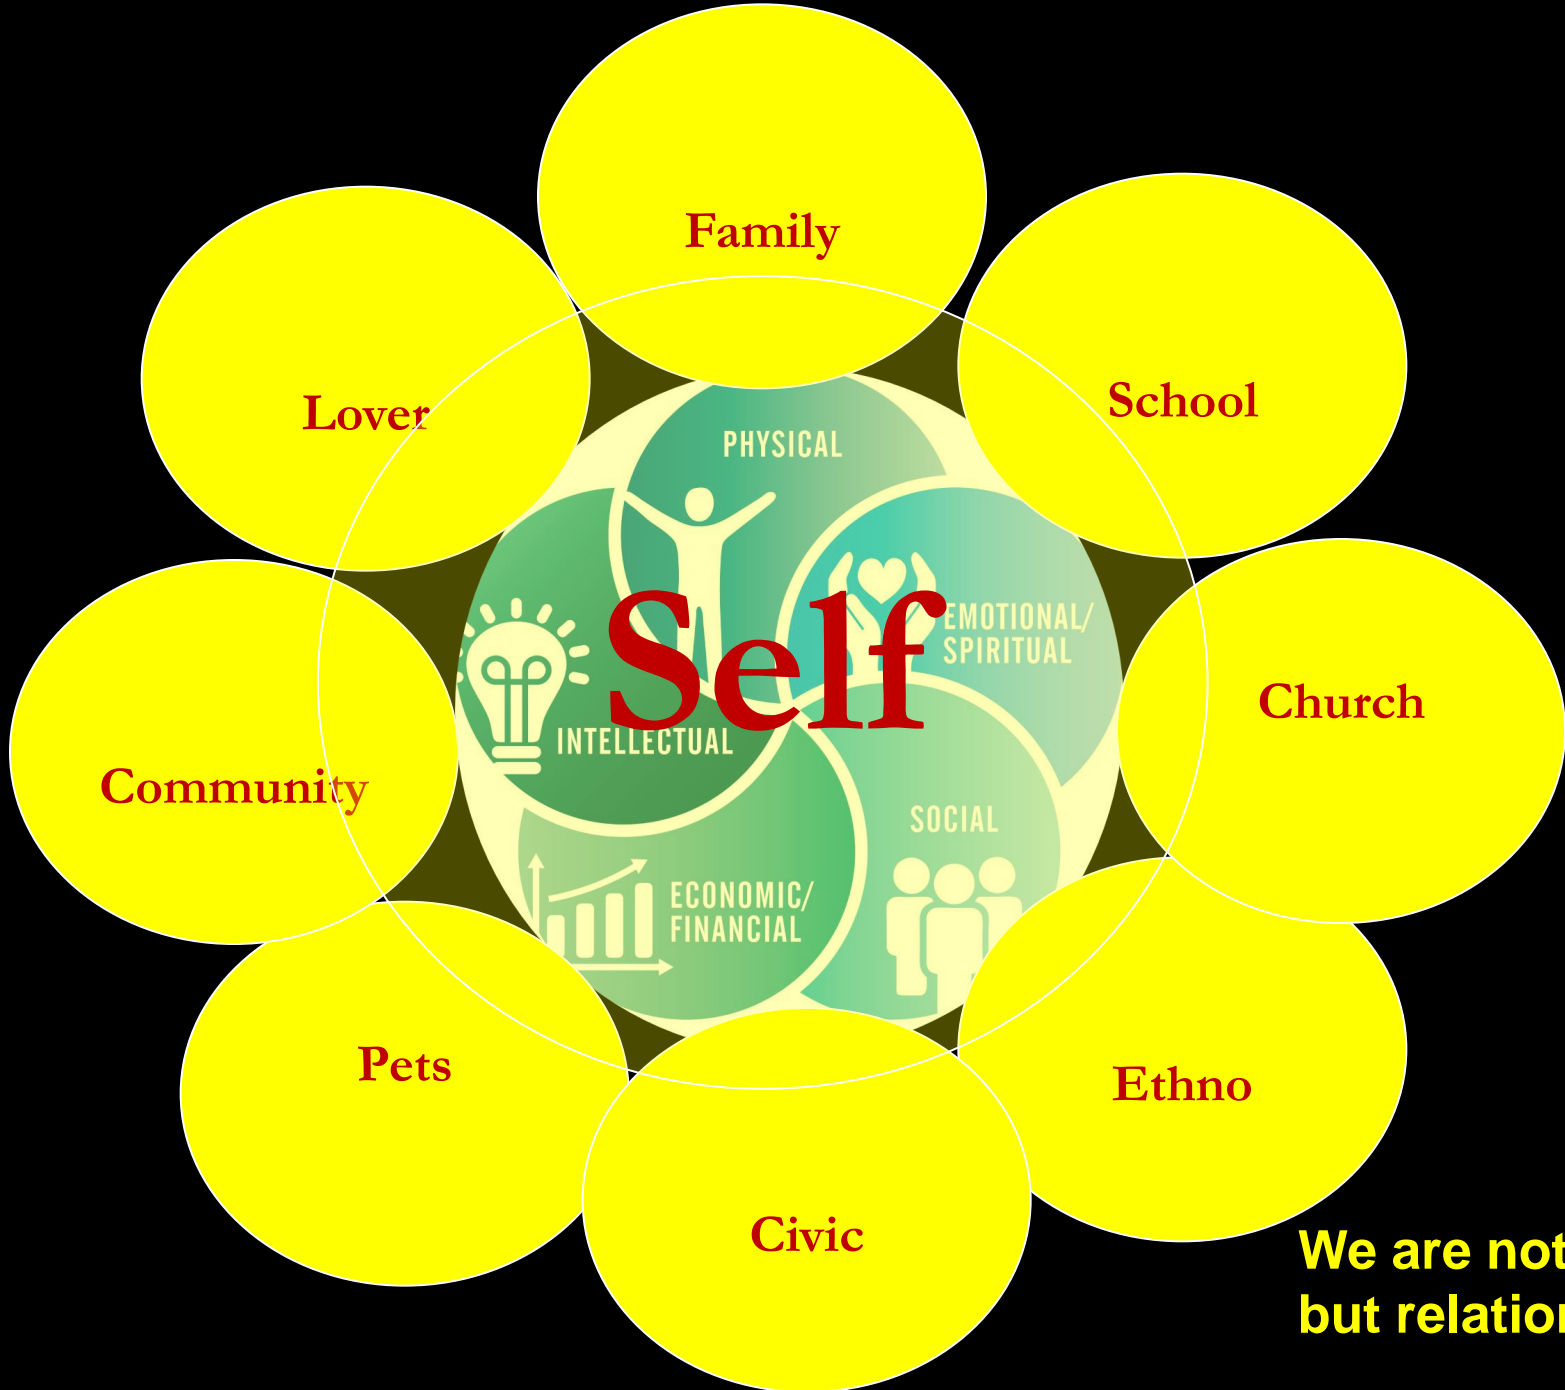 Family
Lover
School
PHYSICAL
Self
EMOTIONAL/
SPIRITUAL
Church
INTELLECTUAL
Community
SOCIAL
ECONOMIC/
FINANCIAL
Pets
Ethno
Civic
We are not
but relation